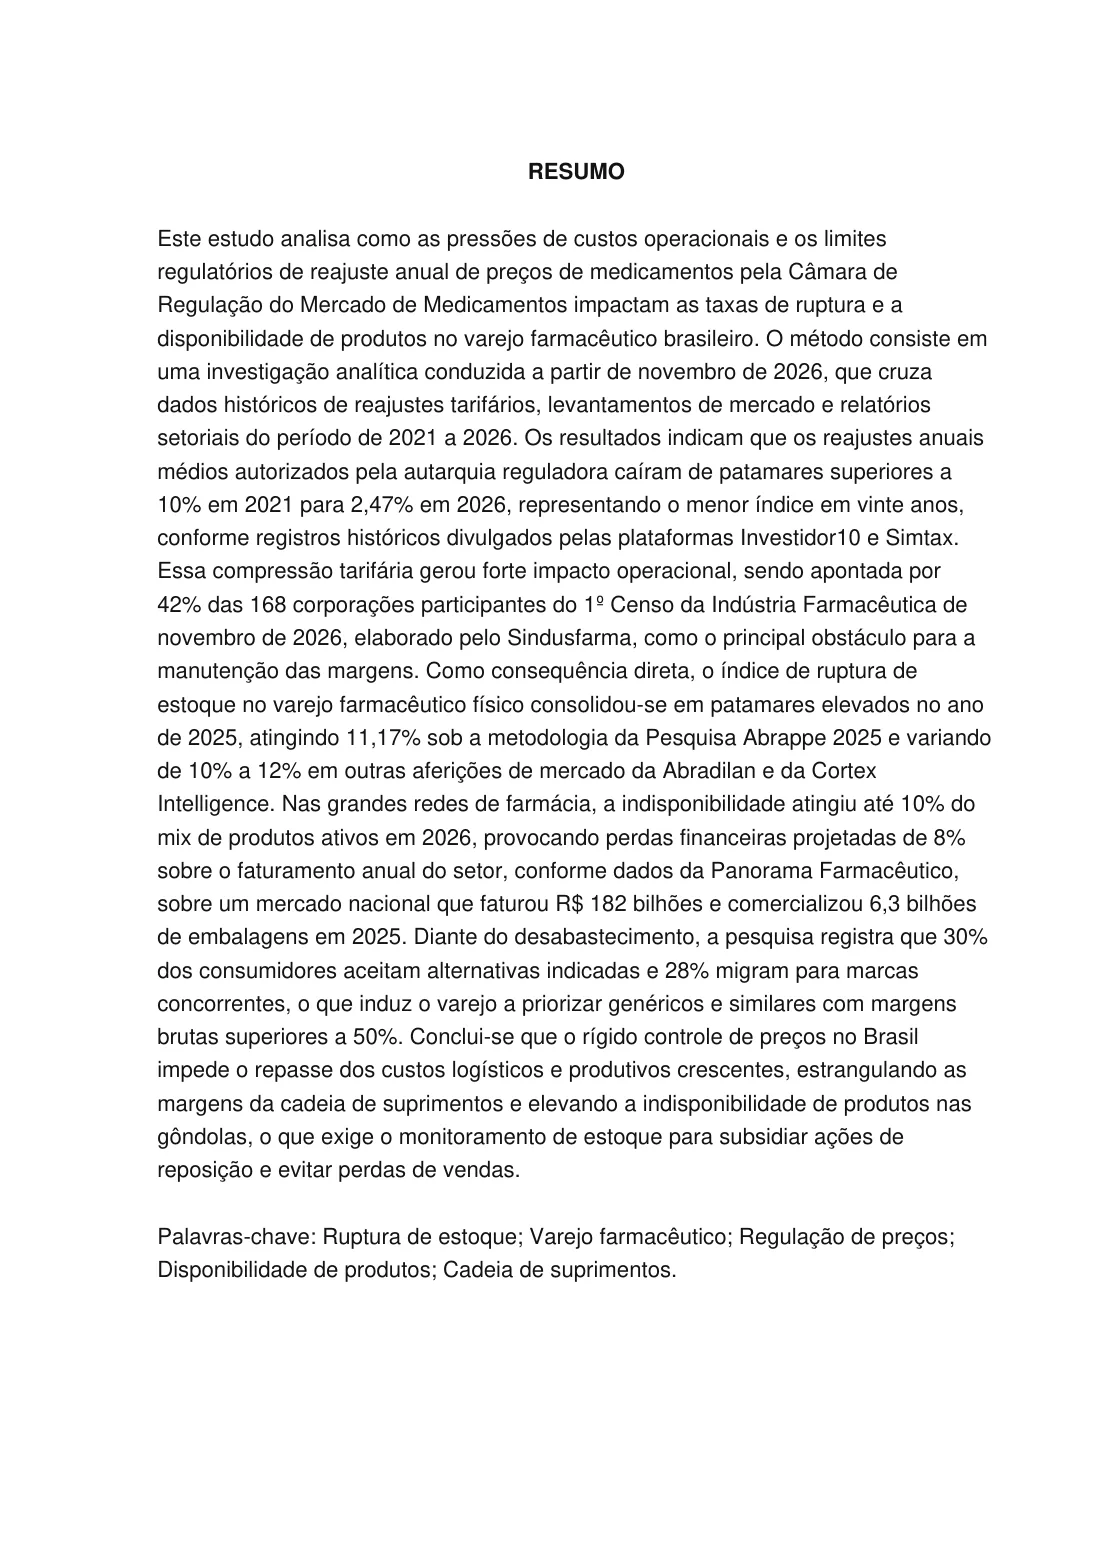 RESUMO
Este estudo analisa como as pressões de custos operacionais e os limites
regulatórios de reajuste anual de preços de medicamentos pela Câmara de
Regulação do Mercado de Medicamentos impactam as taxas de ruptura e a
disponibilidade de produtos no varejo farmacêutico brasileiro. O método consiste em
uma investigação analítica conduzida a partir de novembro de 2026, que cruza
dados históricos de reajustes tarifários, levantamentos de mercado e relatórios
setoriais do período de 2021 a 2026. Os resultados indicam que os reajustes anuais
médios autorizados pela autarquia reguladora caíram de patamares superiores a
10% em 2021 para 2,47% em 2026, representando o menor índice em vinte anos,
conforme registros históricos divulgados pelas plataformas Investidor10 e Simtax.
Essa compressão tarifária gerou forte impacto operacional, sendo apontada por
42% das 168 corporações participantes do 1º Censo da Indústria Farmacêutica de
novembro de 2026, elaborado pelo Sindusfarma, como o principal obstáculo para a
manutenção das margens. Como consequência direta, o índice de ruptura de
estoque no varejo farmacêutico físico consolidou-se em patamares elevados no ano
de 2025, atingindo 11,17% sob a metodologia da Pesquisa Abrappe 2025 e variando
de 10% a 12% em outras aferições de mercado da Abradilan e da Cortex
Intelligence. Nas grandes redes de farmácia, a indisponibilidade atingiu até 10% do
mix de produtos ativos em 2026, provocando perdas financeiras projetadas de 8%
sobre o faturamento anual do setor, conforme dados da Panorama Farmacêutico,
sobre um mercado nacional que faturou R$ 182 bilhões e comercializou 6,3 bilhões
de embalagens em 2025. Diante do desabastecimento, a pesquisa registra que 30%
dos consumidores aceitam alternativas indicadas e 28% migram para marcas
concorrentes, o que induz o varejo a priorizar genéricos e similares com margens
brutas superiores a 50%. Conclui-se que o rígido controle de preços no Brasil
impede o repasse dos custos logísticos e produtivos crescentes, estrangulando as
margens da cadeia de suprimentos e elevando a indisponibilidade de produtos nas
gôndolas, o que exige o monitoramento de estoque para subsidiar ações de
reposição e evitar perdas de vendas.
Palavras-chave: Ruptura de estoque; Varejo farmacêutico; Regulação de preços;
Disponibilidade de produtos; Cadeia de suprimentos.